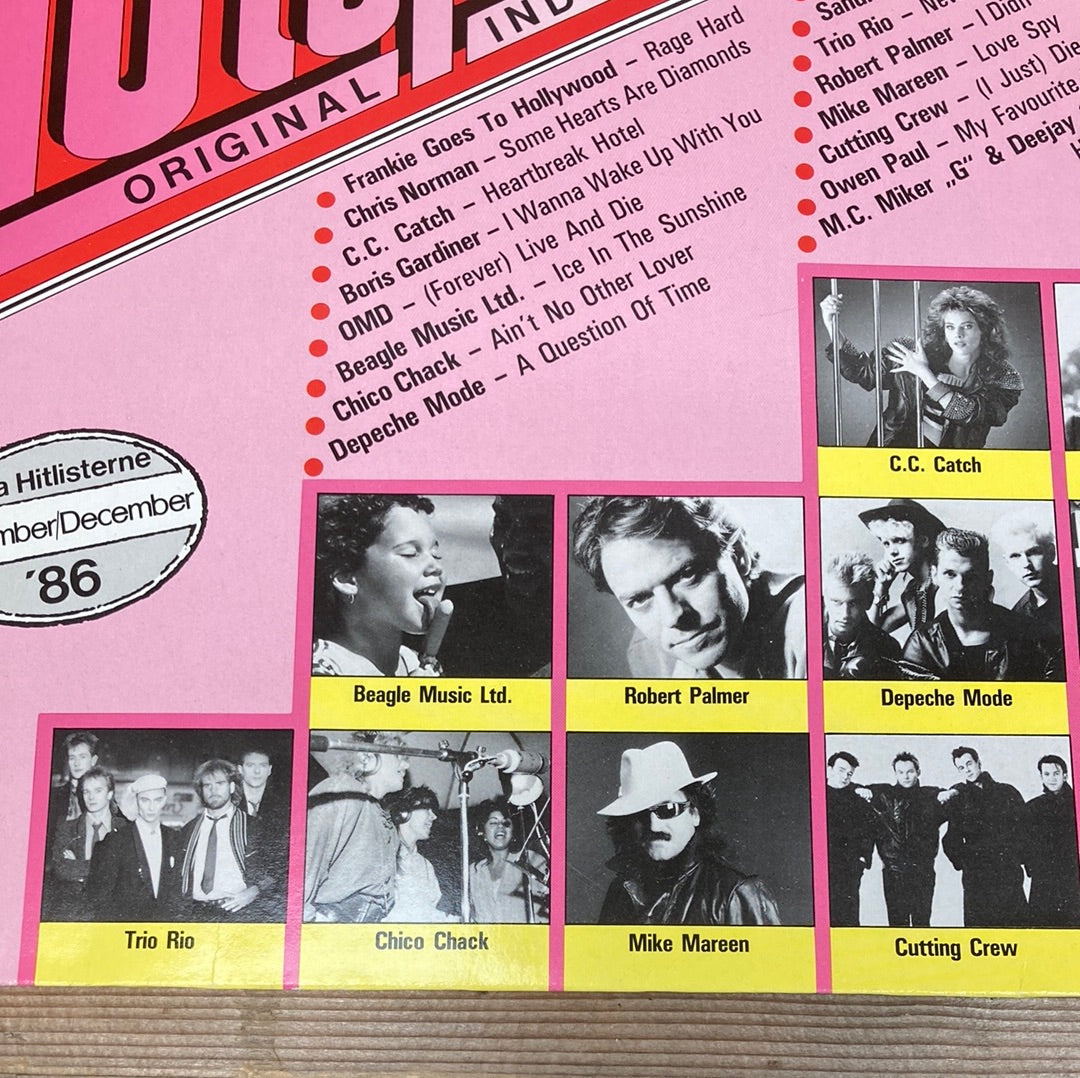 ORIGINAL
IND
Frankie Goes To Hollywood – Rage Hard
Chris Norman – Some Hearts Are Diamonds
C.C. Catch – Heartbreak Hotel
Boris Gardiner – I Wanna Wake Up With You
OMD – (Forever) Live And Die
Beagle Music Ltd. – Ice In The Sunshine
Chico Chack – Ain't No Other Lover
Depeche Mode – A Question Of Time
Trio Rio –
Robert Palmer – I Didn
Mike Mareen – Love Spy
Cutting Crew – (I Just) Die
Owen Paul – My Favourite
M.C. Miker „G“ & Deejay
a Hitlisterne
mber/December
'86
C.C. Catch
Beagle Music Ltd.
Robert Palmer
Depeche Mode
Trio Rio
Chico Chack
Mike Mareen
Cutting Crew